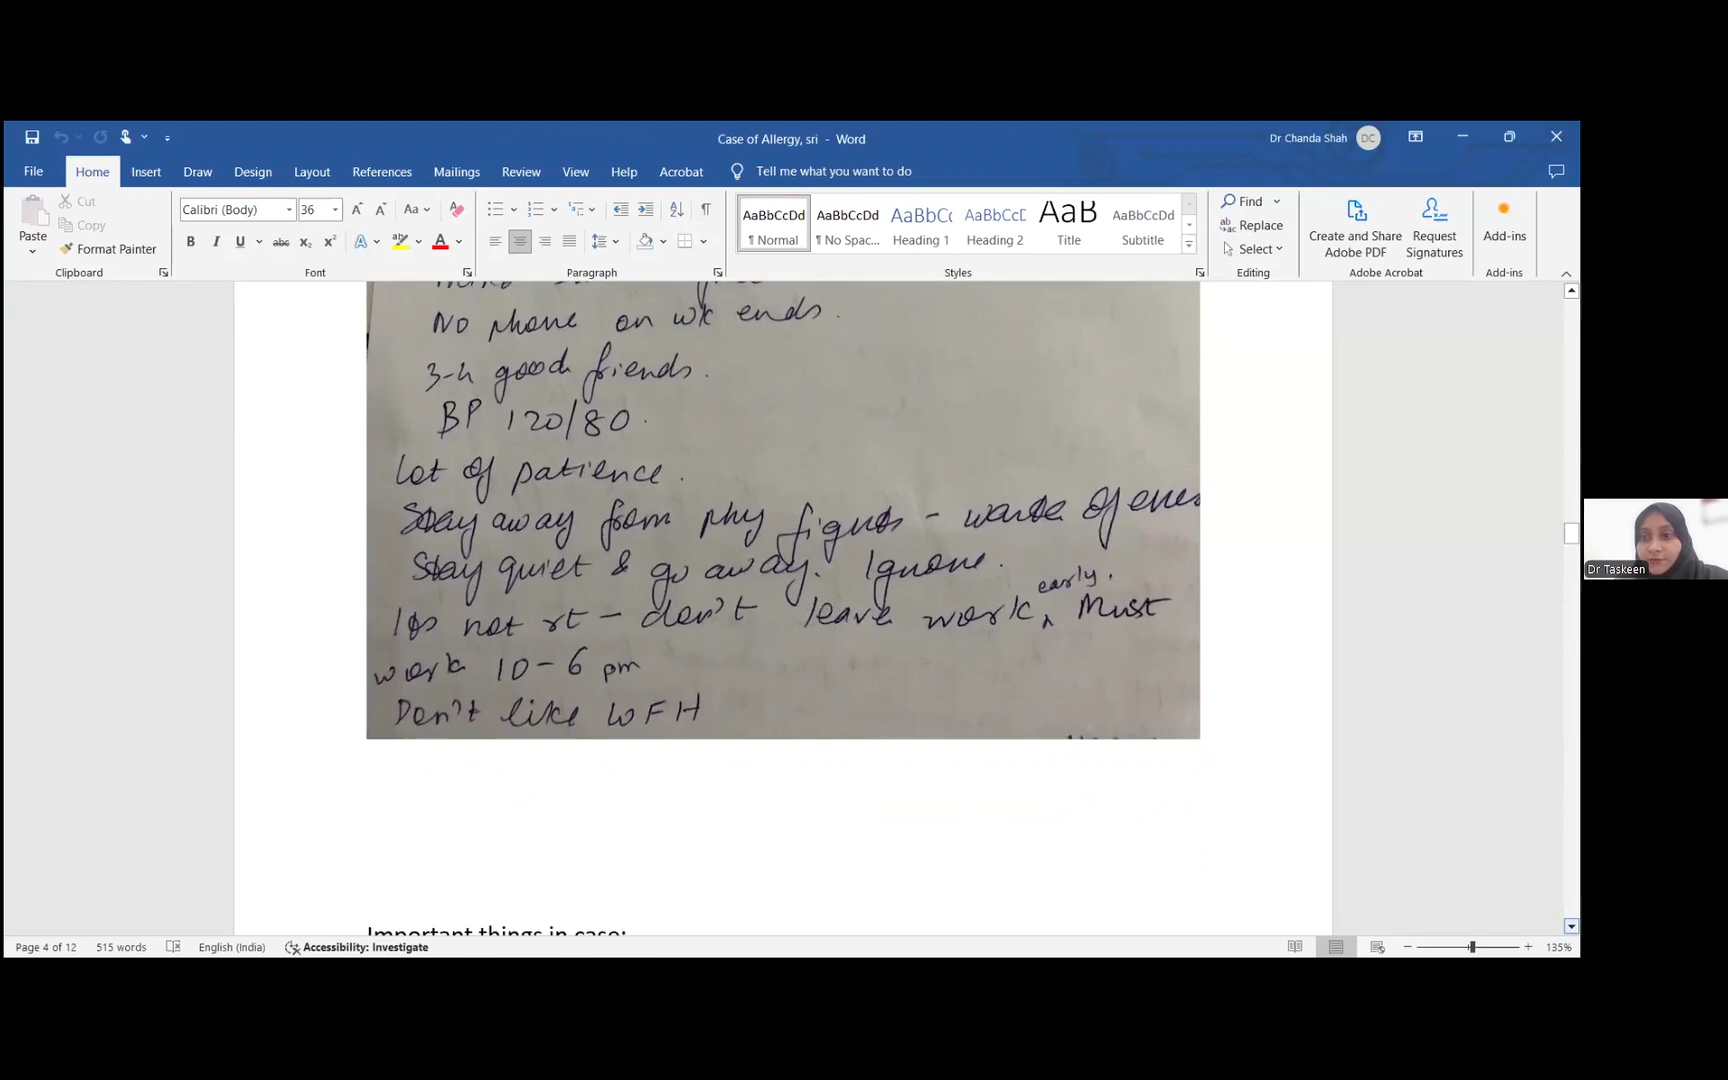 Case of Allergy, sri - Word
Dr Chanda Shah
DC
File
Home
Insert
Draw
Design
Layout
References
Mailings
Review
View
Help
Acrobat
Tell me what you want to do
Paste
Cut
Copy
Format Painter
Clipboard
Calibri (Body)
36
Font
Paragraph
AaBbCcDd
¶ Normal
AaBbCcDd
¶ No Spac...
AaBbCc
Heading 1
AaBbCcD
Heading 2
AaB
Title
AaBbCcDd
Subtitle
Styles
Find
Replace
Select
Editing
Create and Share
Adobe PDF
Request
Signatures
Adobe Acrobat
Add-ins
Add-ins
No phone on wk ends.
3-4 good friends.
BP 120/80.
Lot of patience.
Stay away from phy fights - waste of ener
Stay quiet & go away. Ignore.
Its not rt - don't leave work early. Must
work 10-6 pm
Don't like WFH
Important things in case:
Dr Taskeen
Page 4 of 12
515 words
English (India)
Accessibility: Investigate
135%